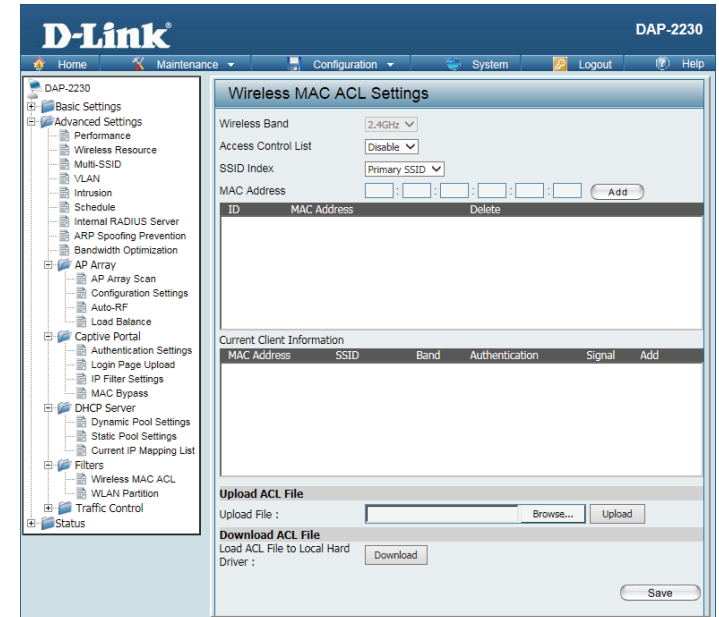 D-Link®
DAP-2230
Home Maintenance Configuration System Logout Help
DAP-2230
Basic Settings
Advanced Settings
Performance
Wireless Resource
Multi-SSID
VLAN
Intrusion
Schedule
Internal RADIUS Server
ARP Spoofing Prevention
Bandwidth Optimization
AP Array
AP Array Scan
Configuration Settings
Auto-RF
Load Balance
Captive Portal
Authentication Settings
Login Page Upload
IP Filter Settings
MAC Bypass
DHCP Server
Dynamic Pool Settings
Static Pool Settings
Current IP Mapping List
Filters
Wireless MAC ACL
WLAN Partition
Traffic Control
Status
Wireless MAC ACL Settings
Wireless Band 2.4GHz
Access Control List Disable
SSID Index Primary SSID
MAC Address : : : : : Add
ID MAC Address Delete
Current Client Information
MAC Address SSID Band Authentication Signal Add
Upload ACL File
Upload File : Browse... Upload
Download ACL File
Load ACL File to Local Hard
Driver : Download
Save